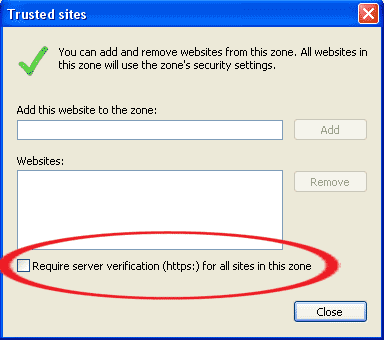 Trusted sites
You can add and remove websites from this zone. All websites in
this zone will use the zone's security settings.
Add this website to the zone:
Add
Websites:
Remove
Require server verification (https:) for all sites in this zone
Close